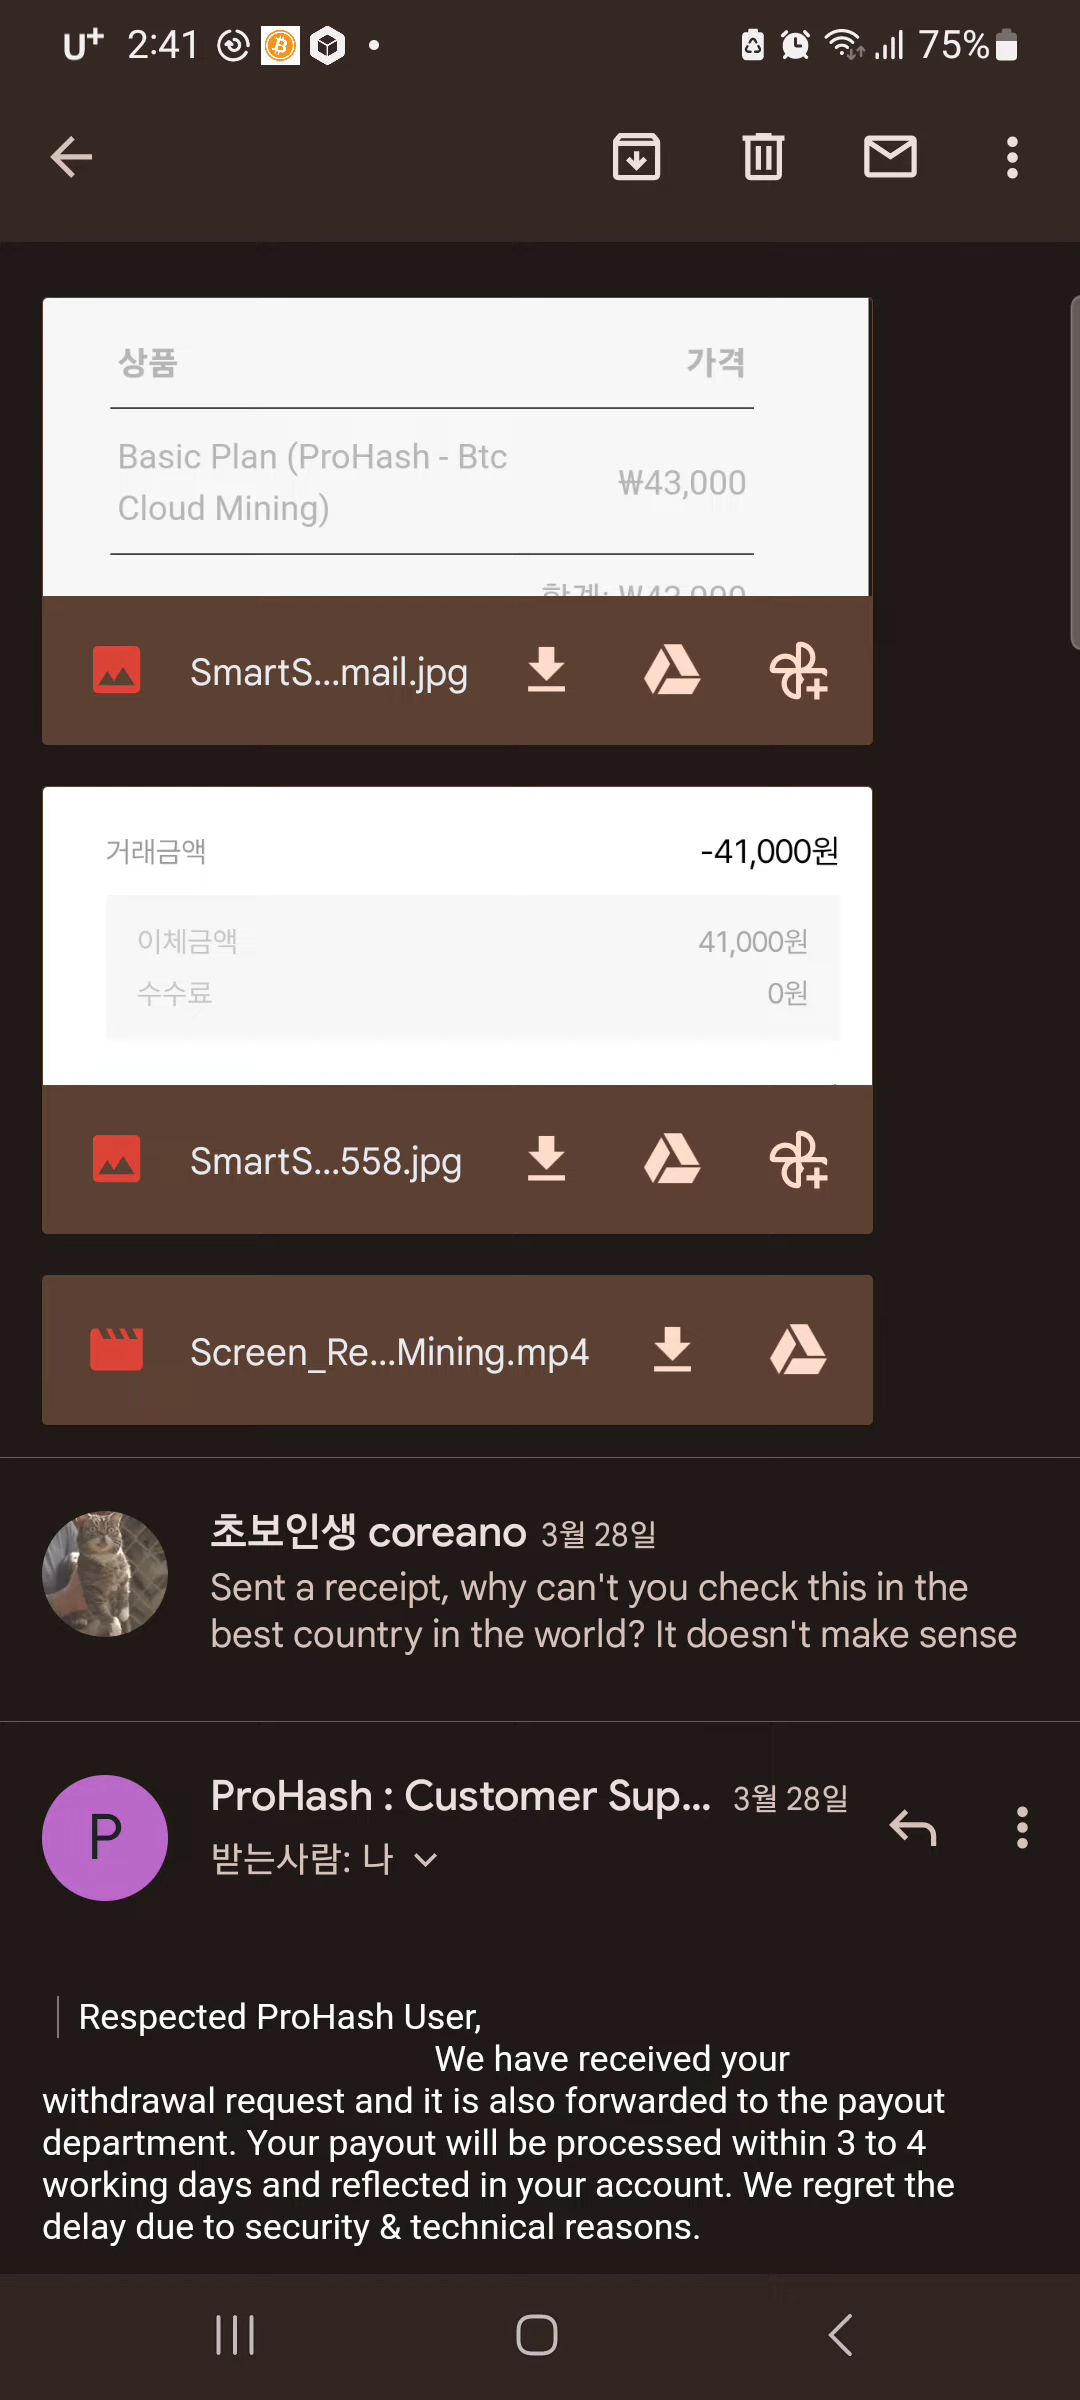 U+ 2:41 75%
상품 가격
Basic Plan (ProHash - Btc
Cloud Mining)
₩43,000
합계: ₩43,000
SmartS...mail.jpg
거래금액 -41,000원
이체금액 41,000원
수수료 0원
SmartS...558.jpg
Screen_Re...Mining.mp4
초보인생 coreano 3월 28일
Sent a receipt, why can't you check this in the
best country in the world? It doesn't make sense
P
ProHash : Customer Sup... 3월 28일
받는사람: 나
Respected ProHash User,
We have received your
withdrawal request and it is also forwarded to the payout
department. Your payout will be processed within 3 to 4
working days and reflected in your account. We regret the
delay due to security & technical reasons.